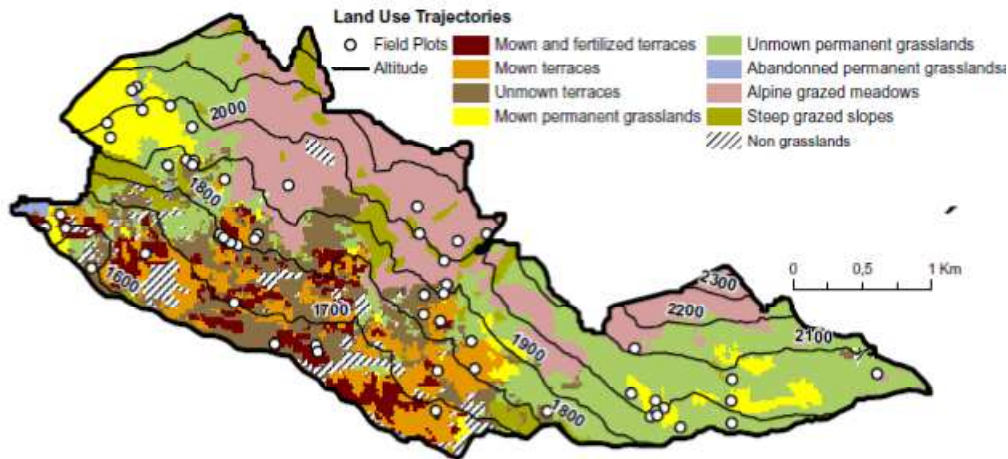 Land Use Trajectories
Field Plots
Altitude
Mown and fertilized terraces
Mown terraces
Unmown terraces
Mown permanent grasslands
Unmown permanent grasslands
Abandonned permanent grasslands
Alpine grazed meadows
Steep grazed slopes
Non grasslands
2000
1800
1600
1700
1900
1800
2300
2200
2100
0 0,5 1 Km